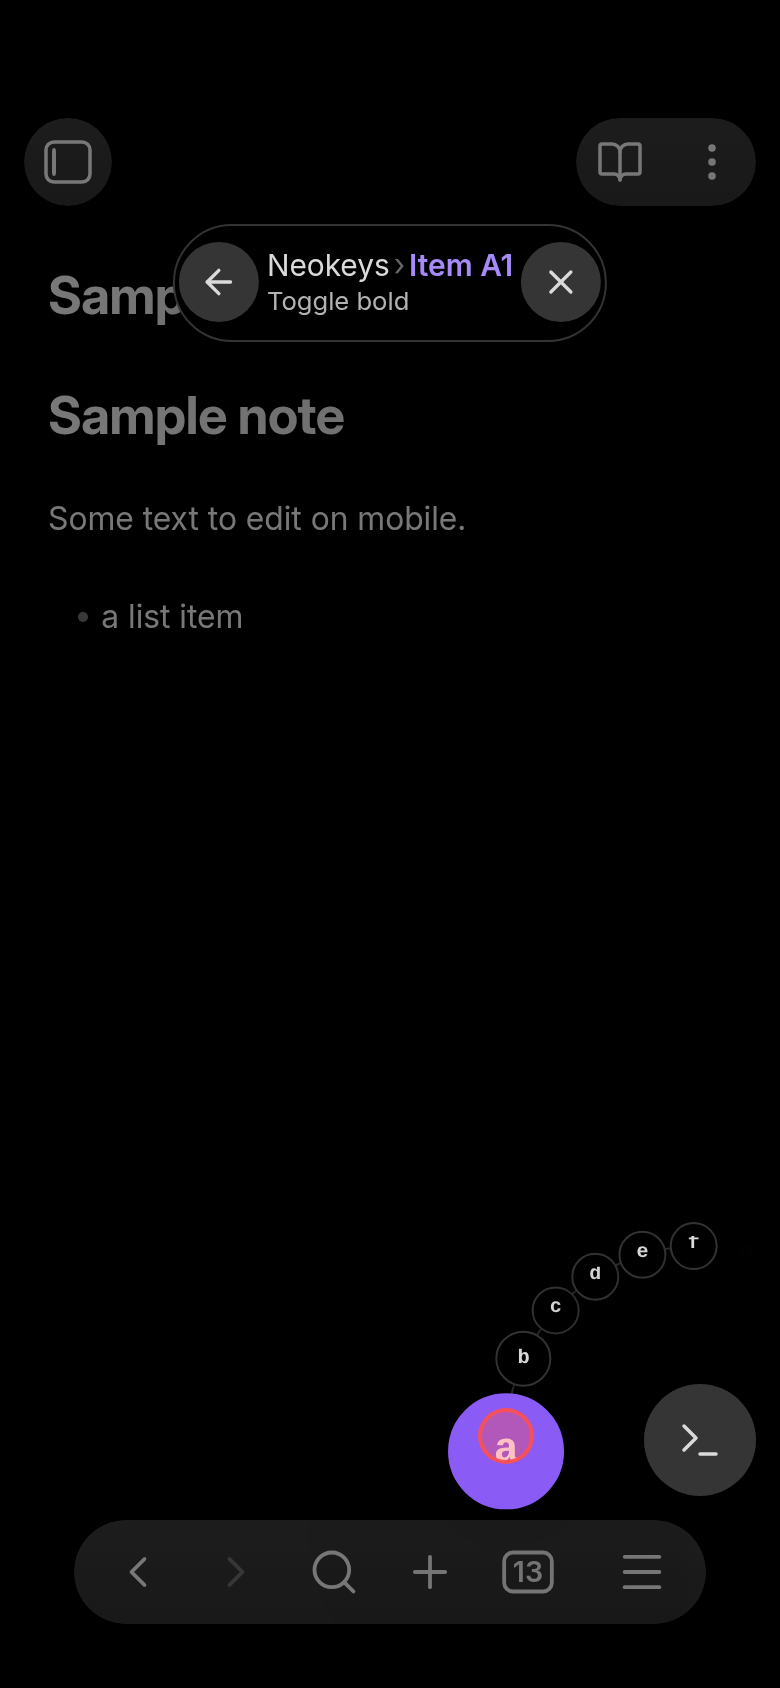 Samp
Neokeys › Item A1
Toggle bold
Sample note
Some text to edit on mobile.
• a list item
f
e
d
c
b
a
13